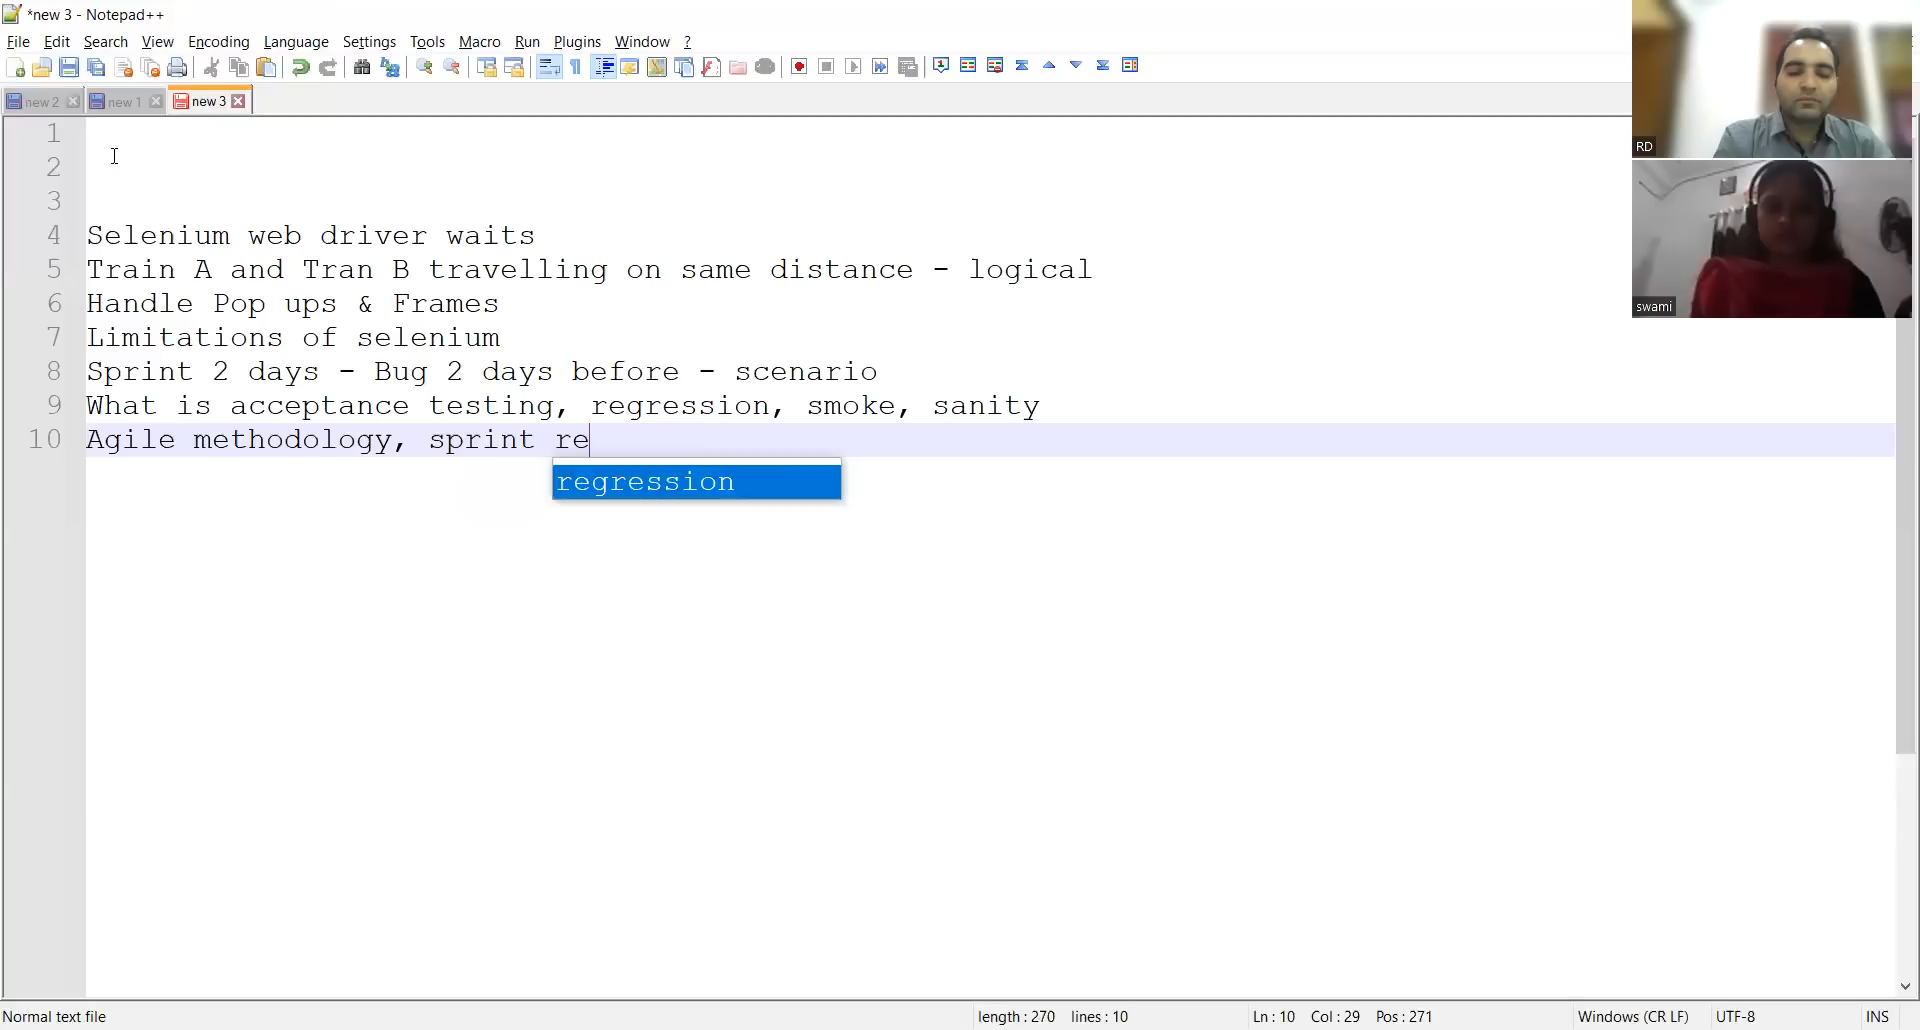 *new 3 - Notepad++
File Edit Search View Encoding Language Settings Tools Macro Run Plugins Window ?
new 2 new 1 new 3
RD
swami
1
2
3
4 Selenium web driver waits
5 Train A and Tran B travelling on same distance - logical
6 Handle Pop ups & Frames
7 Limitations of selenium
8 Sprint 2 days - Bug 2 days before - scenario
9 What is acceptance testing, regression, smoke, sanity
10 Agile methodology, sprint re
regression
Normal text file length : 270 lines : 10 Ln : 10 Col : 29 Pos : 271 Windows (CR LF) UTF-8 INS